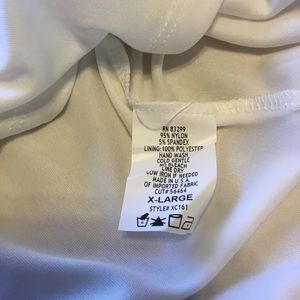 RN 83299
95% NYLON
5% SPANDEX
LINING: 100% POLYESTER
HAND WASH
COLD GENTLE
NO BLEACH
LINE DRY
LOW IRON IF NEEDED
MADE IN U.S.A.
OF IMPORTED FABRIC
CUT# 56464
X-LARGE
STYLE# XC161